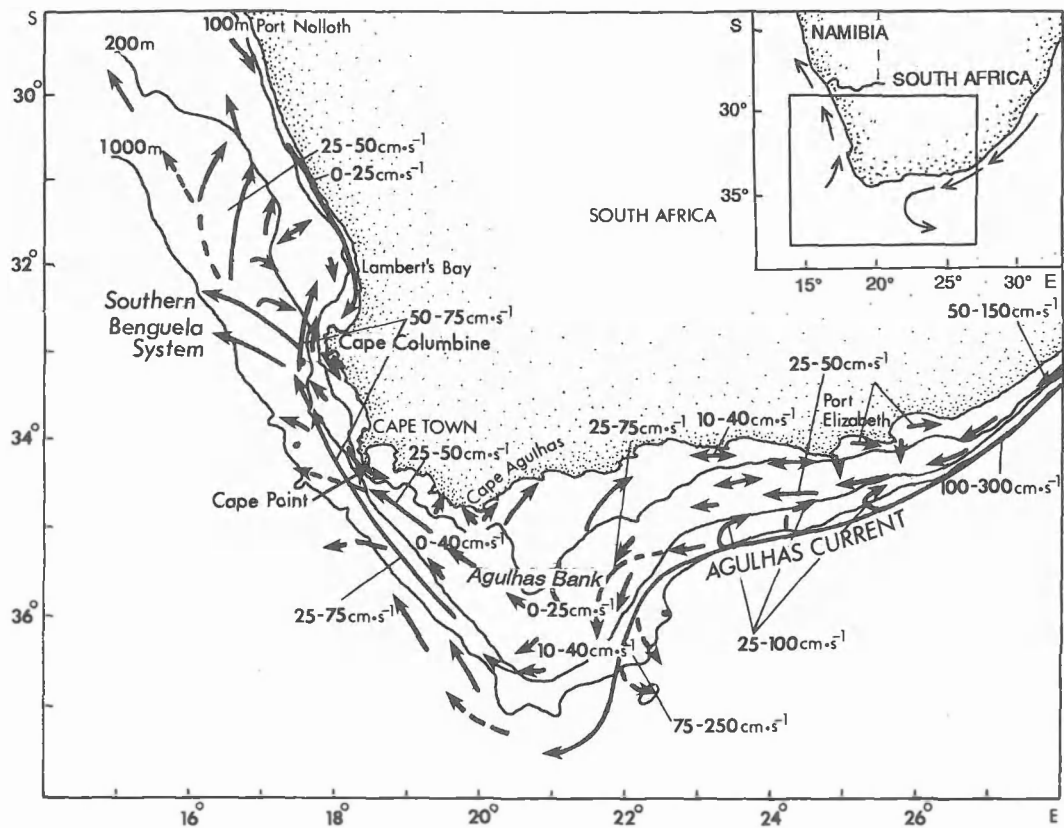 S
100m Port Nolloth
200m
30°
1000m
25-50cm·s⁻¹
0-25cm·s⁻¹
S
NAMIBIA
SOUTH AFRICA
30°
35°
15°
20°
25°
30°
E
SOUTH AFRICA
32°
Lambert's Bay
Southern
Benguela
System
50-75cm·s⁻¹
Cape Columbine
50-150cm·s⁻¹
25-50cm·s⁻¹
Port
Elizabeth
34°
CAPE TOWN
25-50cm·s⁻¹
Cape Agulhas
25-75cm·s⁻¹
10-40cm·s⁻¹
Cape Point
100-300cm·s⁻¹
0-40cm·s⁻¹
AGULHAS CURRENT
Agulhas Bank
36°
25-75cm·s⁻¹
0-25cm·s⁻¹
25-100cm·s⁻¹
10-40cm·s⁻¹
75-250cm·s⁻¹
16°
18°
20°
22°
24°
26°
E